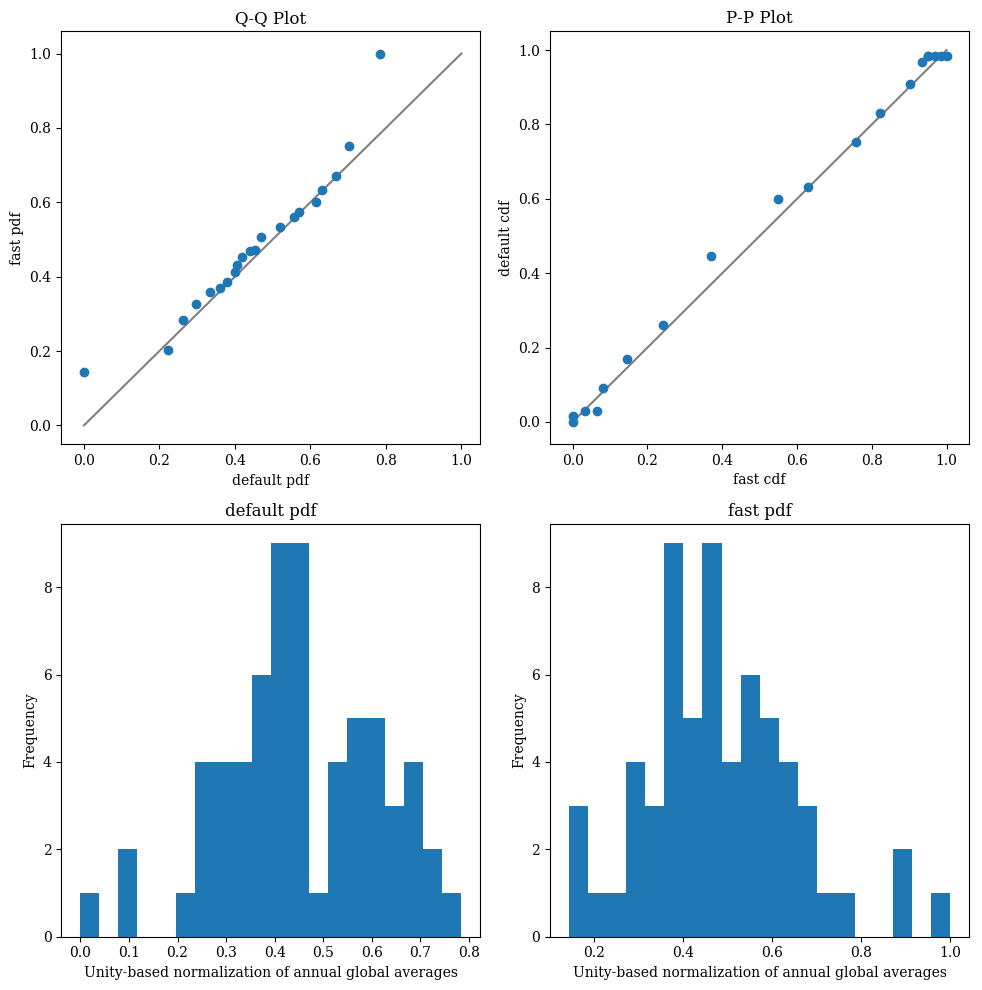 Q-Q Plot
1.0
0.8
0.6
0.4
0.2
0.0
fast pdf
0.0 0.2 0.4 0.6 0.8 1.0
default pdf
P-P Plot
1.0
0.8
0.6
0.4
0.2
0.0
default cdf
0.0 0.2 0.4 0.6 0.8 1.0
fast cdf
default pdf
8
6
4
2
0
Frequency
0.0 0.1 0.2 0.3 0.4 0.5 0.6 0.7 0.8
Unity-based normalization of annual global averages
fast pdf
8
6
4
2
0
Frequency
0.2 0.4 0.6 0.8 1.0
Unity-based normalization of annual global averages